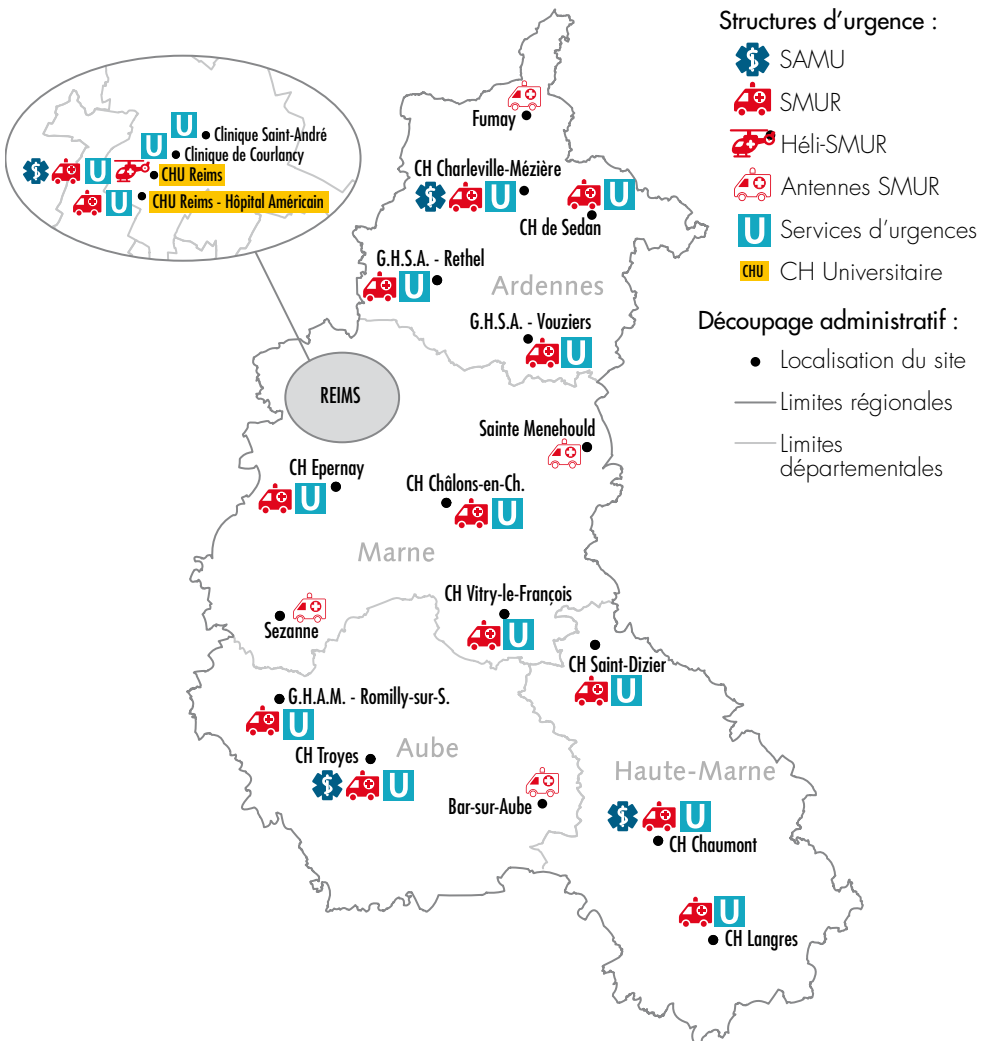 Structures d'urgence :
SAMU
SMUR
Héli-SMUR
Antennes SMUR
U Services d'urgences
CHU CH Universitaire
Découpage administratif :
Localisation du site
Limites régionales
Limites
départementales
U
Clinique Saint-André
U
Clinique de Courlancy
U
CHU Reims
U
CHU Reims - Hôpital Américain
Fumay
CH Charleville-Mézière
U
U
CH de Sedan
G.H.S.A. - Rethel
U
Ardennes
G.H.S.A. - Vouziers
U
REIMS
Sainte Menehould
CH Epernay
U
CH Châlons-en-Ch.
U
Marne
CH Vitry-le-François
U
Sezanne
CH Saint-Dizier
U
G.H.A.M. - Romilly-sur-S.
U
Aube
CH Troyes
U
Bar-sur-Aube
Haute-Marne
U
CH Chaumont
U
CH Langres